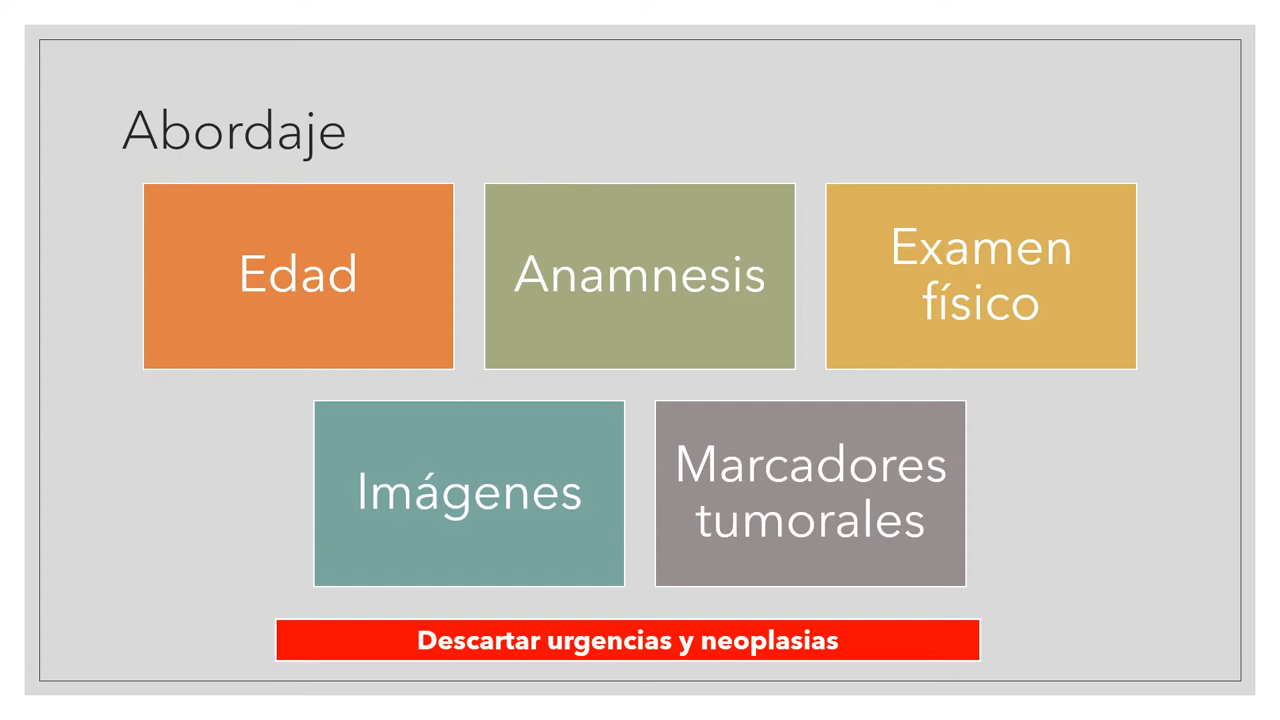 Abordaje
Edad
Anamnesis
Examen
físico
Imágenes
Marcadores
tumorales
Descartar urgencias y neoplasias